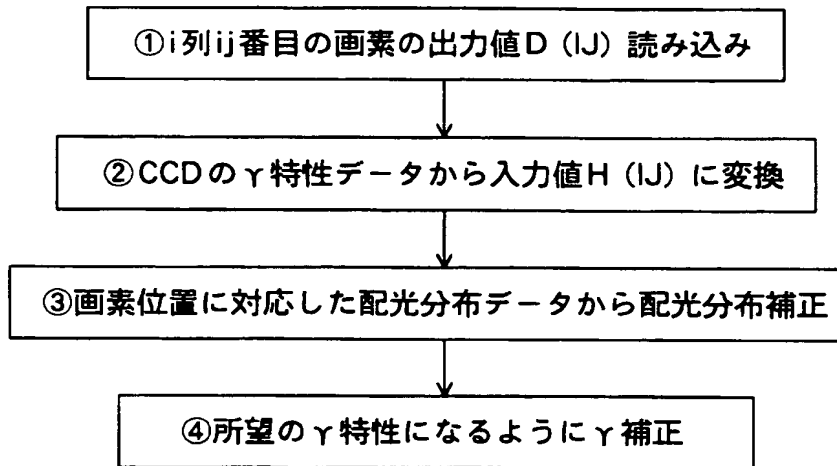 ①i列ij番目の画素の出力値D（IJ）読み込み
②CCDのγ特性データから入力値H（IJ）に変換
③画素位置に対応した配光分布データから配光分布補正
④所望のγ特性になるようにγ補正